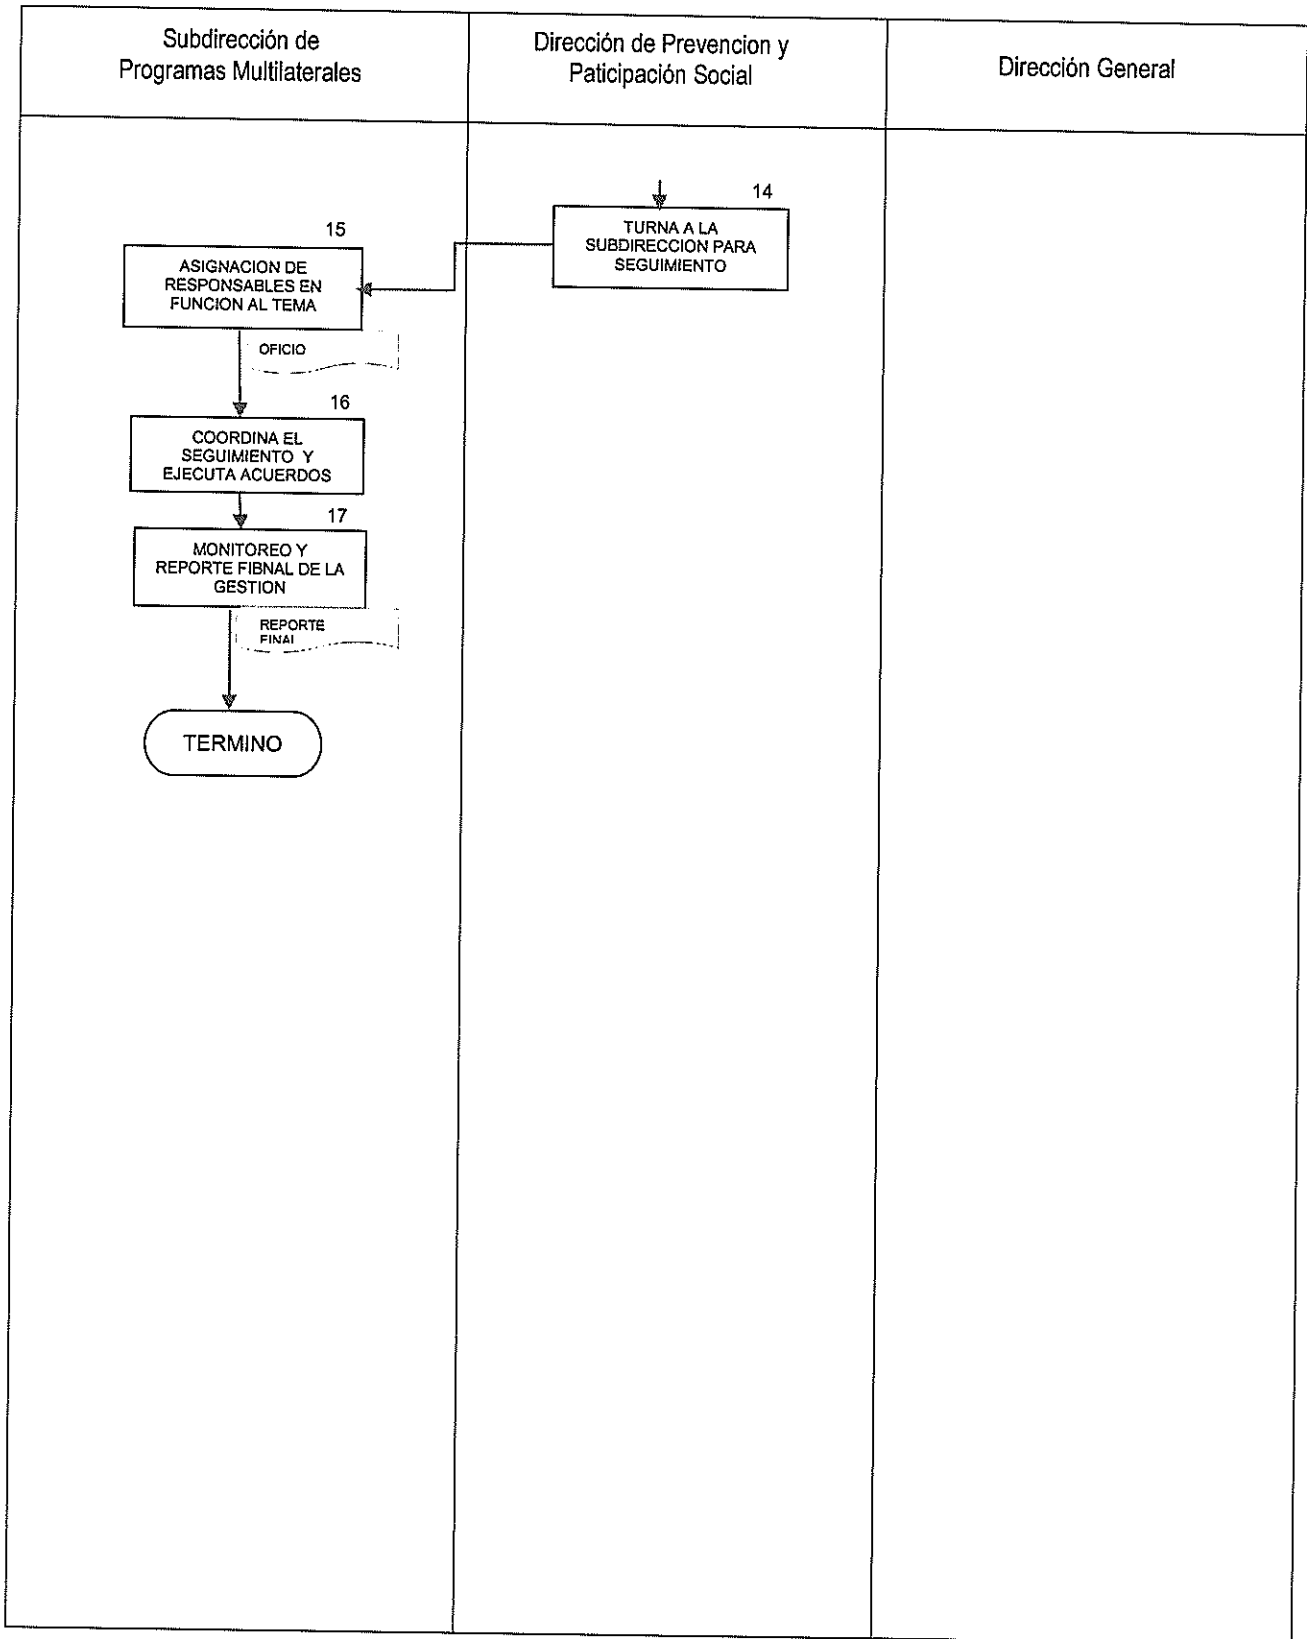 Subdirección de
Programas Multilaterales
Dirección de Prevencion y
Paticipación Social
Dirección General
14
TURNA A LA
SUBDIRECCION PARA
SEGUIMIENTO
15
ASIGNACION DE
RESPONSABLES EN
FUNCION AL TEMA
OFICIO
16
COORDINA EL
SEGUIMIENTO Y
EJECUTA ACUERDOS
17
MONITOREO Y
REPORTE FIBNAL DE LA
GESTION
REPORTE
FINAL
TERMINO